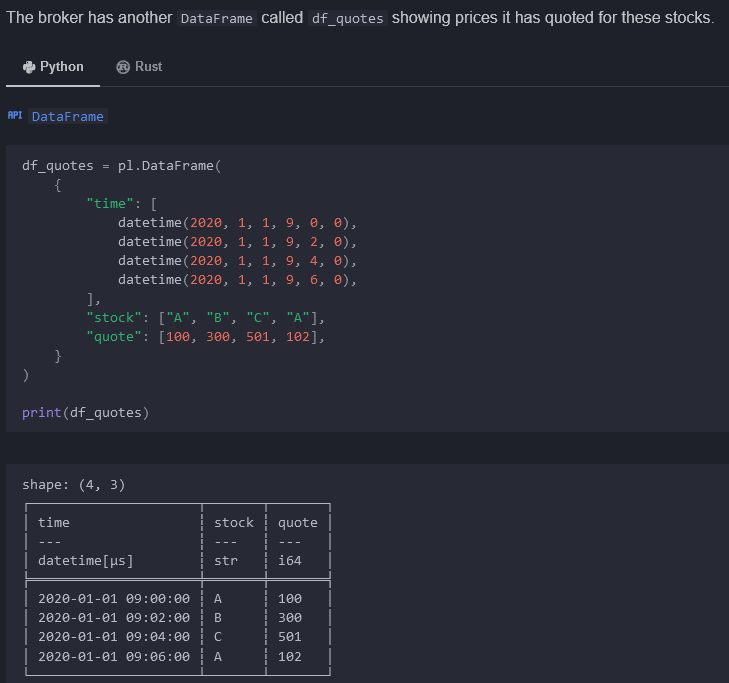 The broker has another DataFrame called df_quotes showing prices it has quoted for these stocks.
Python Rust
API DataFrame
df_quotes = pl.DataFrame(
    {
        "time": [
            datetime(2020, 1, 1, 9, 0, 0),
            datetime(2020, 1, 1, 9, 2, 0),
            datetime(2020, 1, 1, 9, 4, 0),
            datetime(2020, 1, 1, 9, 6, 0),
        ],
        "stock": ["A", "B", "C", "A"],
        "quote": [100, 300, 501, 102],
    }
)
print(df_quotes)
shape: (4, 3)
time stock quote
--- --- ---
datetime[μs] str i64
2020-01-01 09:00:00 A 100
2020-01-01 09:02:00 B 300
2020-01-01 09:04:00 C 501
2020-01-01 09:06:00 A 102